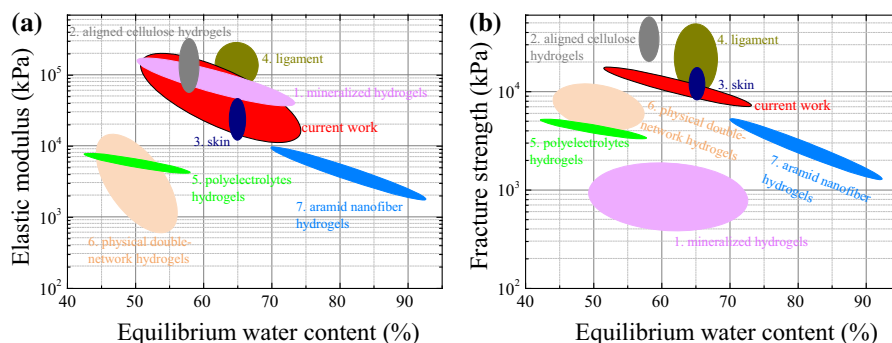 (a)
Elastic modulus (kPa)
10^5
10^4
10^3
10^2
2. aligned cellulose hydrogels
4. ligament
1. mineralized hydrogels
current work
3. skin
5. polyelectrolytes
hydrogels
7. aramid nanofiber
hydrogels
6. physical double-
network hydrogels
40 50 60 70 80 90
Equilibrium water content (%)
(b)
Fracture strength (kPa)
10^4
10^3
10^2
2. aligned cellulose
hydrogels
4. ligament
3. skin
current work
6. physical double-
network hydrogels
5. polyelectrolytes
hydrogels
7. aramid nanofiber
hydrogels
1. mineralized hydrogels
40 50 60 70 80 90
Equilibrium water content (%)